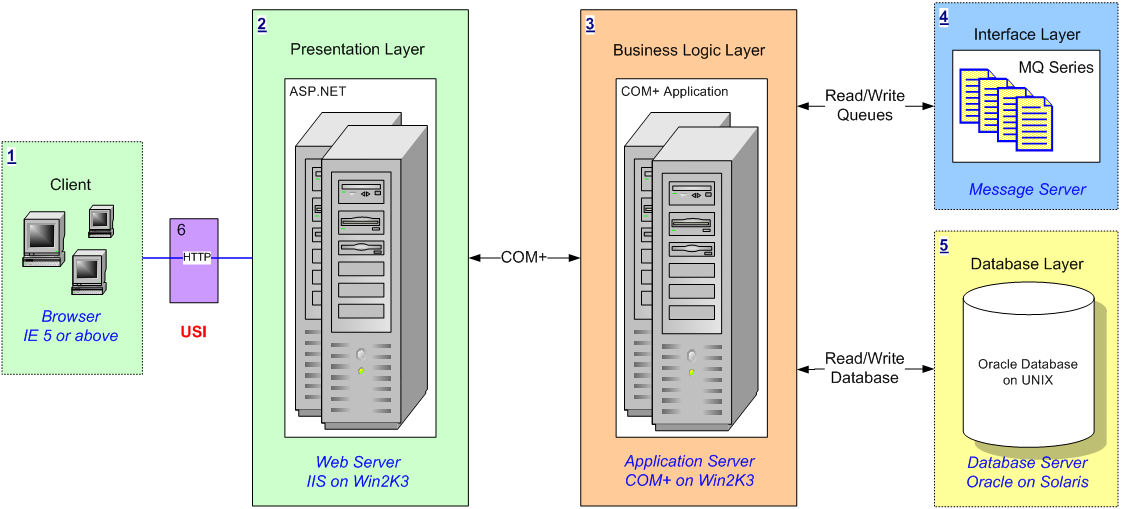 1
Client
Browser
IE 5 or above
6
HTTP
USI
2
Presentation Layer
ASP.NET
Web Server
IIS on Win2K3
COM+
3
Business Logic Layer
COM+ Application
Application Server
COM+ on Win2K3
Read/Write
Queues
Read/Write
Database
4
Interface Layer
MQ Series
Message Server
5
Database Layer
Oracle Database
on UNIX
Database Server
Oracle on Solaris